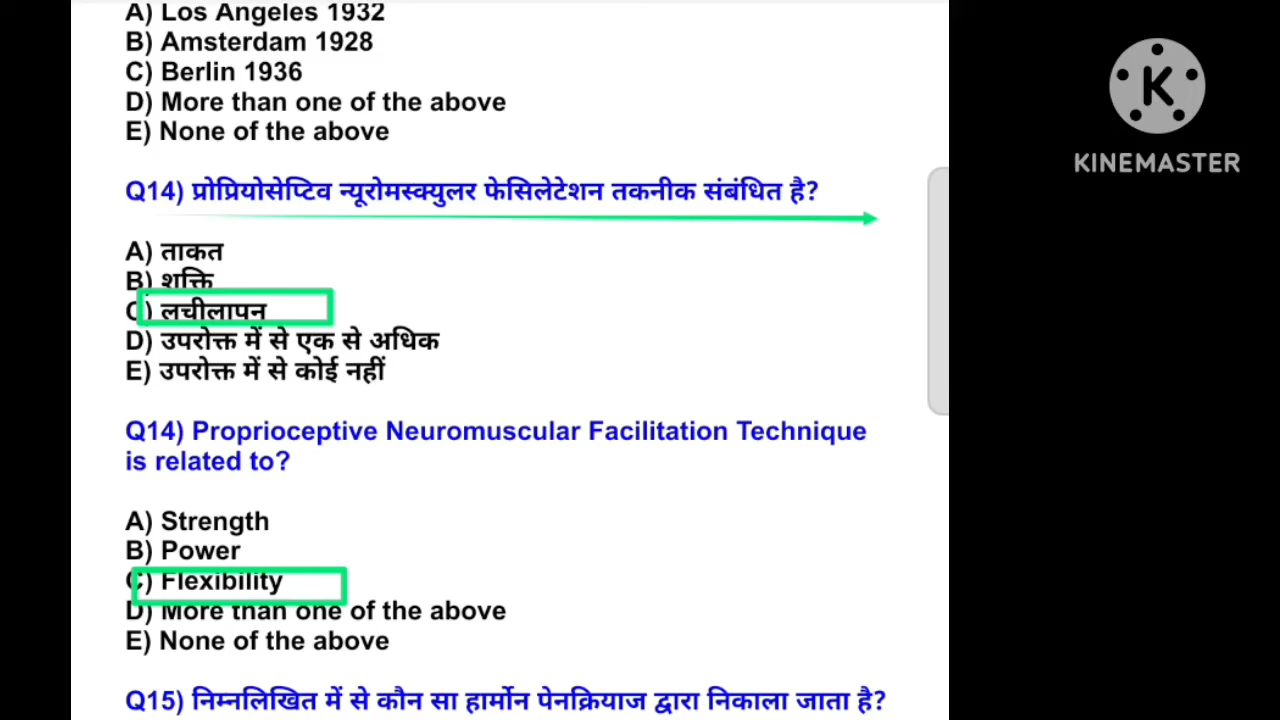 A) Los Angeles 1932
B) Amsterdam 1928
C) Berlin 1936
D) More than one of the above
E) None of the above
Q14) प्रोप्रियोसेप्टिव न्यूरोमस्क्युलर फेसिलेटेशन तकनीक संबंधित है?
A) ताकत
B) शक्ति
C) लचीलापन
D) उपरोक्त में से एक से अधिक
E) उपरोक्त में से कोई नहीं
Q14) Proprioceptive Neuromuscular Facilitation Technique
is related to?
A) Strength
B) Power
C) Flexibility
D) More than one of the above
E) None of the above
Q15) निम्नलिखित में से कौन सा हार्मोन पेनक्रियाज द्वारा निकाला जाता है?
K
KINEMASTER